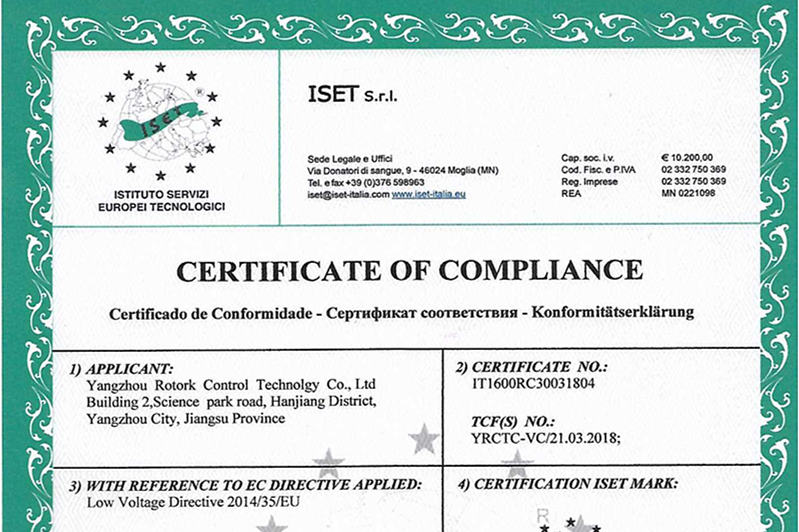 ISET
®
ISTITUTO SERVIZI
EUROPEI TECNOLOGICI
ISET S.r.l.
Sede Legale e Uffici
Via Donatori di sangue, 9 - 46024 Moglia (MN)
Tel. e fax +39 (0)376 598963
iset@iset-italia.com www.iset-italia.eu
Cap. soc. i.v. € 10.200,00
Cod. Fisc. e P.IVA 02 332 750 369
Reg. Imprese 02 332 750 369
REA MN 0221098
CERTIFICATE OF COMPLIANCE
Certificado de Conformidade - Сертификат соответствия - Konformitätserklärung
1) APPLICANT:
Yangzhou Rotork Control Technolgy Co., Ltd
Building 2,Science park road, Hanjiang District,
Yangzhou City, Jiangsu Province
2) CERTIFICATE NO.:
IT1600RC30031804
TCF(S) NO.:
YRCTC-VC/21.03.2018;
3) WITH REFERENCE TO EC DIRECTIVE APPLIED:
Low Voltage Directive 2014/35/EU
4) CERTIFICATION ISET MARK:
R